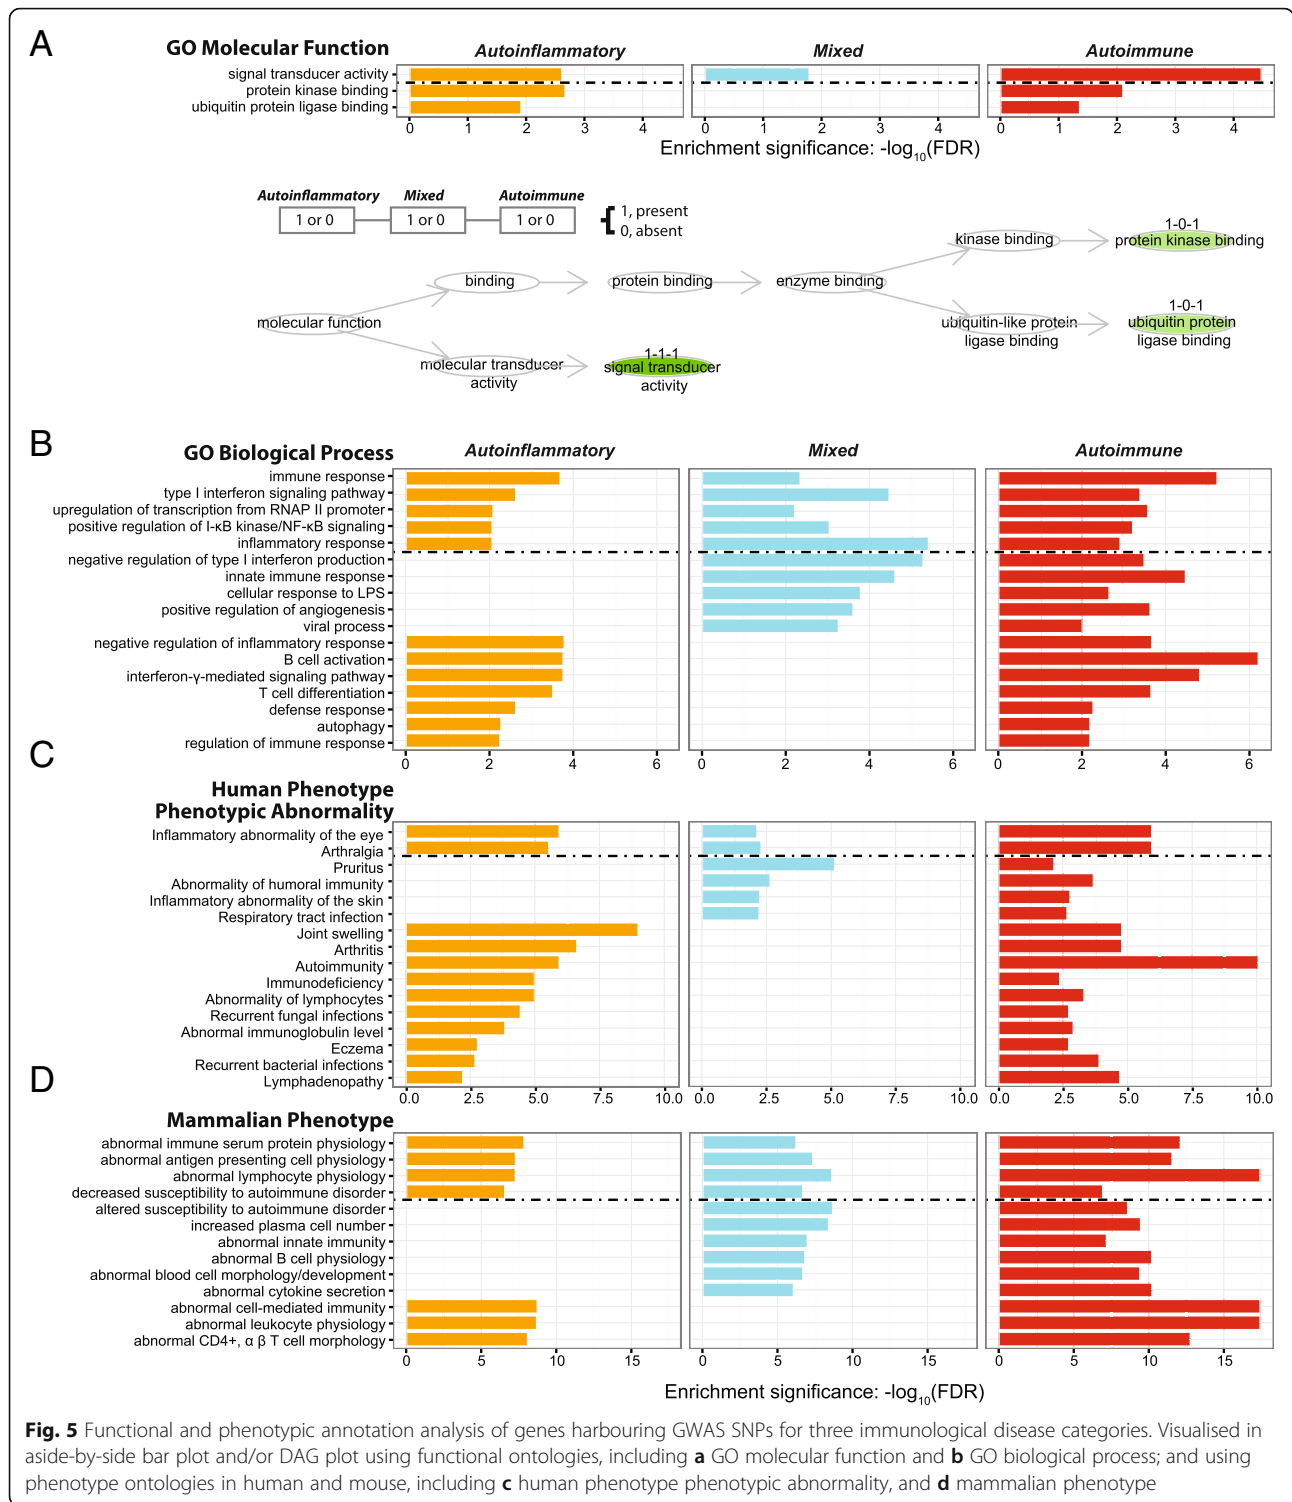 A
GO Molecular Function
Autoinflammatory Mixed Autoimmune
signal transducer activity
protein kinase binding
ubiquitin protein ligase binding
0 1 2 3 4 0 1 2 3 4 0 1 2 3 4
Enrichment significance: -log10(FDR)
Autoinflammatory Mixed Autoimmune
1 or 0 1 or 0 1 or 0
{ 1, present
0, absent
1-0-1
kinase binding protein kinase binding
binding protein binding enzyme binding
1-0-1
molecular function ubiquitin-like protein ubiquitin protein
ligase binding ligase binding
1-1-1
molecular transducer signal transducer
activity activity
B
GO Biological Process
Autoinflammatory Mixed Autoimmune
immune response
type I interferon signaling pathway
upregulation of transcription from RNAP II promoter
positive regulation of I-κB kinase/NF-κB signaling
inflammatory response
negative regulation of type I interferon production
innate immune response
cellular response to LPS
positive regulation of angiogenesis
viral process
negative regulation of inflammatory response
B cell activation
interferon-γ-mediated signaling pathway
T cell differentiation
defense response
autophagy
regulation of immune response
0 2 4 6 0 2 4 6 0 2 4 6
C
Human Phenotype
Phenotypic Abnormality
Inflammatory abnormality of the eye
Arthralgia
Pruritus
Abnormality of humoral immunity
Inflammatory abnormality of the skin
Respiratory tract infection
Joint swelling
Arthritis
Autoimmunity
Immunodeficiency
Abnormality of lymphocytes
Recurrent fungal infections
Abnormal immunoglobulin level
Eczema
Recurrent bacterial infections
Lymphadenopathy
0.0 2.5 5.0 7.5 10.0 0.0 2.5 5.0 7.5 10.0 0.0 2.5 5.0 7.5 10.0
D
Mammalian Phenotype
abnormal immune serum protein physiology
abnormal antigen presenting cell physiology
abnormal lymphocyte physiology
decreased susceptibility to autoimmune disorder
altered susceptibility to autoimmune disorder
increased plasma cell number
abnormal innate immunity
abnormal B cell physiology
abnormal blood cell morphology/development
abnormal cytokine secretion
abnormal cell-mediated immunity
abnormal leukocyte physiology
abnormal CD4+, α β T cell morphology
0 5 10 15 0 5 10 15 0 5 10 15
Enrichment significance: -log10(FDR)
Fig. 5 Functional and phenotypic annotation analysis of genes harbouring GWAS SNPs for three immunological disease categories. Visualised in
aside-by-side bar plot and/or DAG plot using functional ontologies, including a GO molecular function and b GO biological process; and using
phenotype ontologies in human and mouse, including c human phenotype phenotypic abnormality, and d mammalian phenotype